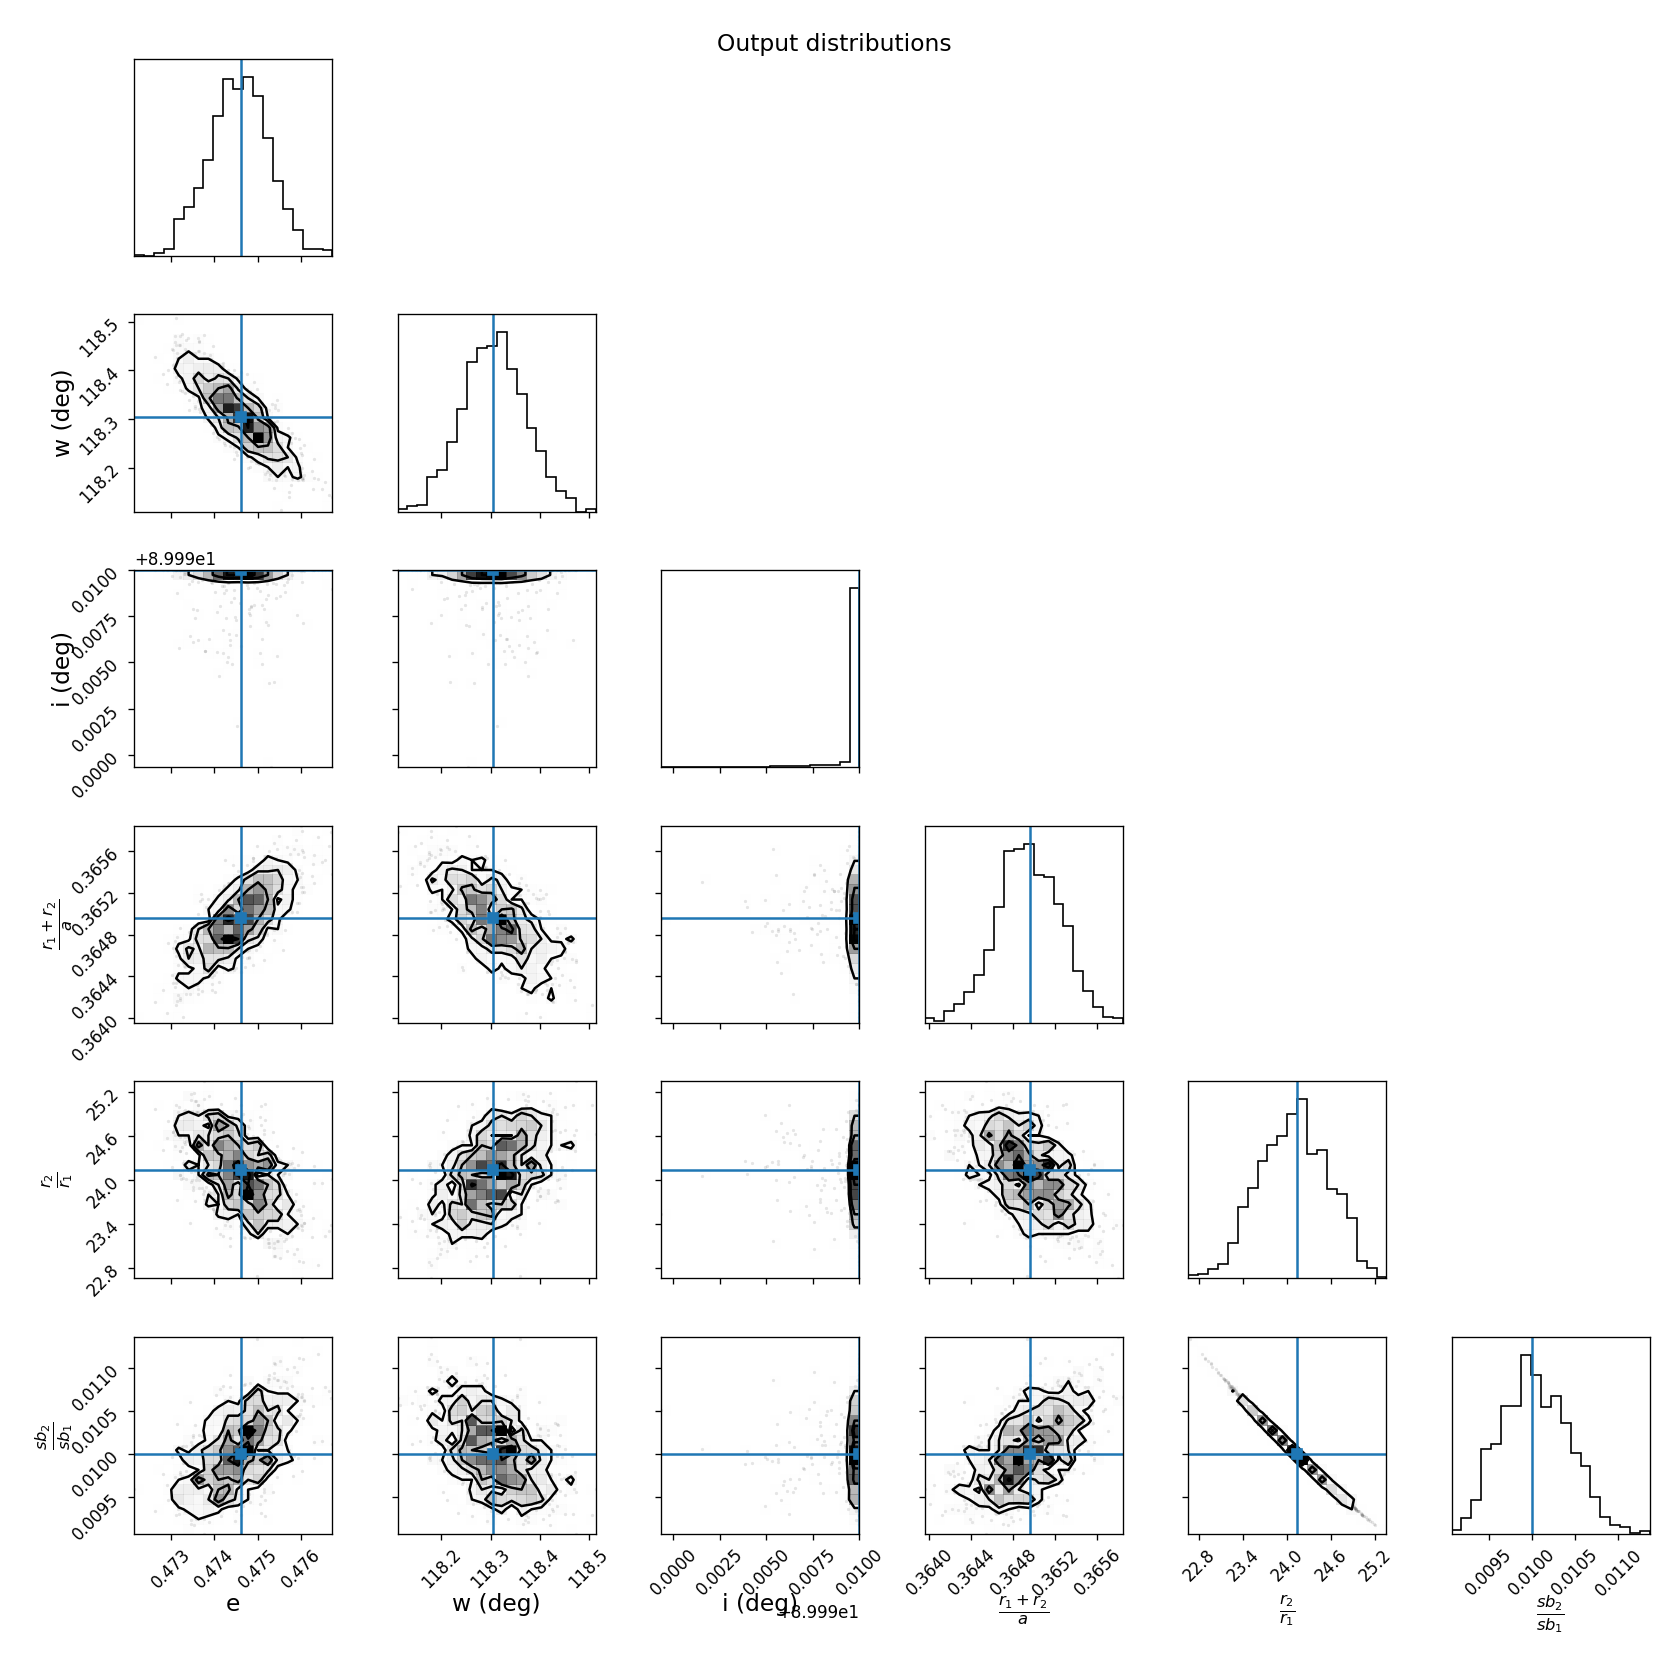 Output distributions
w (deg)
118.5
118.4
118.3
118.2
+8.999e1
i (deg)
0.0100
0.0075
0.0050
0.0025
0.0000
r₁ + r₂
a
0.3656
0.3652
0.3648
0.3644
0.3640
r₂
r₁
25.2
24.6
24.0
23.4
22.8
sb₂
sb₁
0.0110
0.0105
0.0100
0.0095
0.473 0.474 0.475 0.476
118.2 118.3 118.4 118.5
0.0000 0.0025 0.0050 0.0075 0.0100
0.3640 0.3644 0.3648 0.3652 0.3656
22.8 23.4 24.0 24.6 25.2
0.0095 0.0100 0.0105 0.0110
e
w (deg)
i (deg)
+8.999e1
r₁ + r₂
a
r₂
r₁
sb₂
sb₁